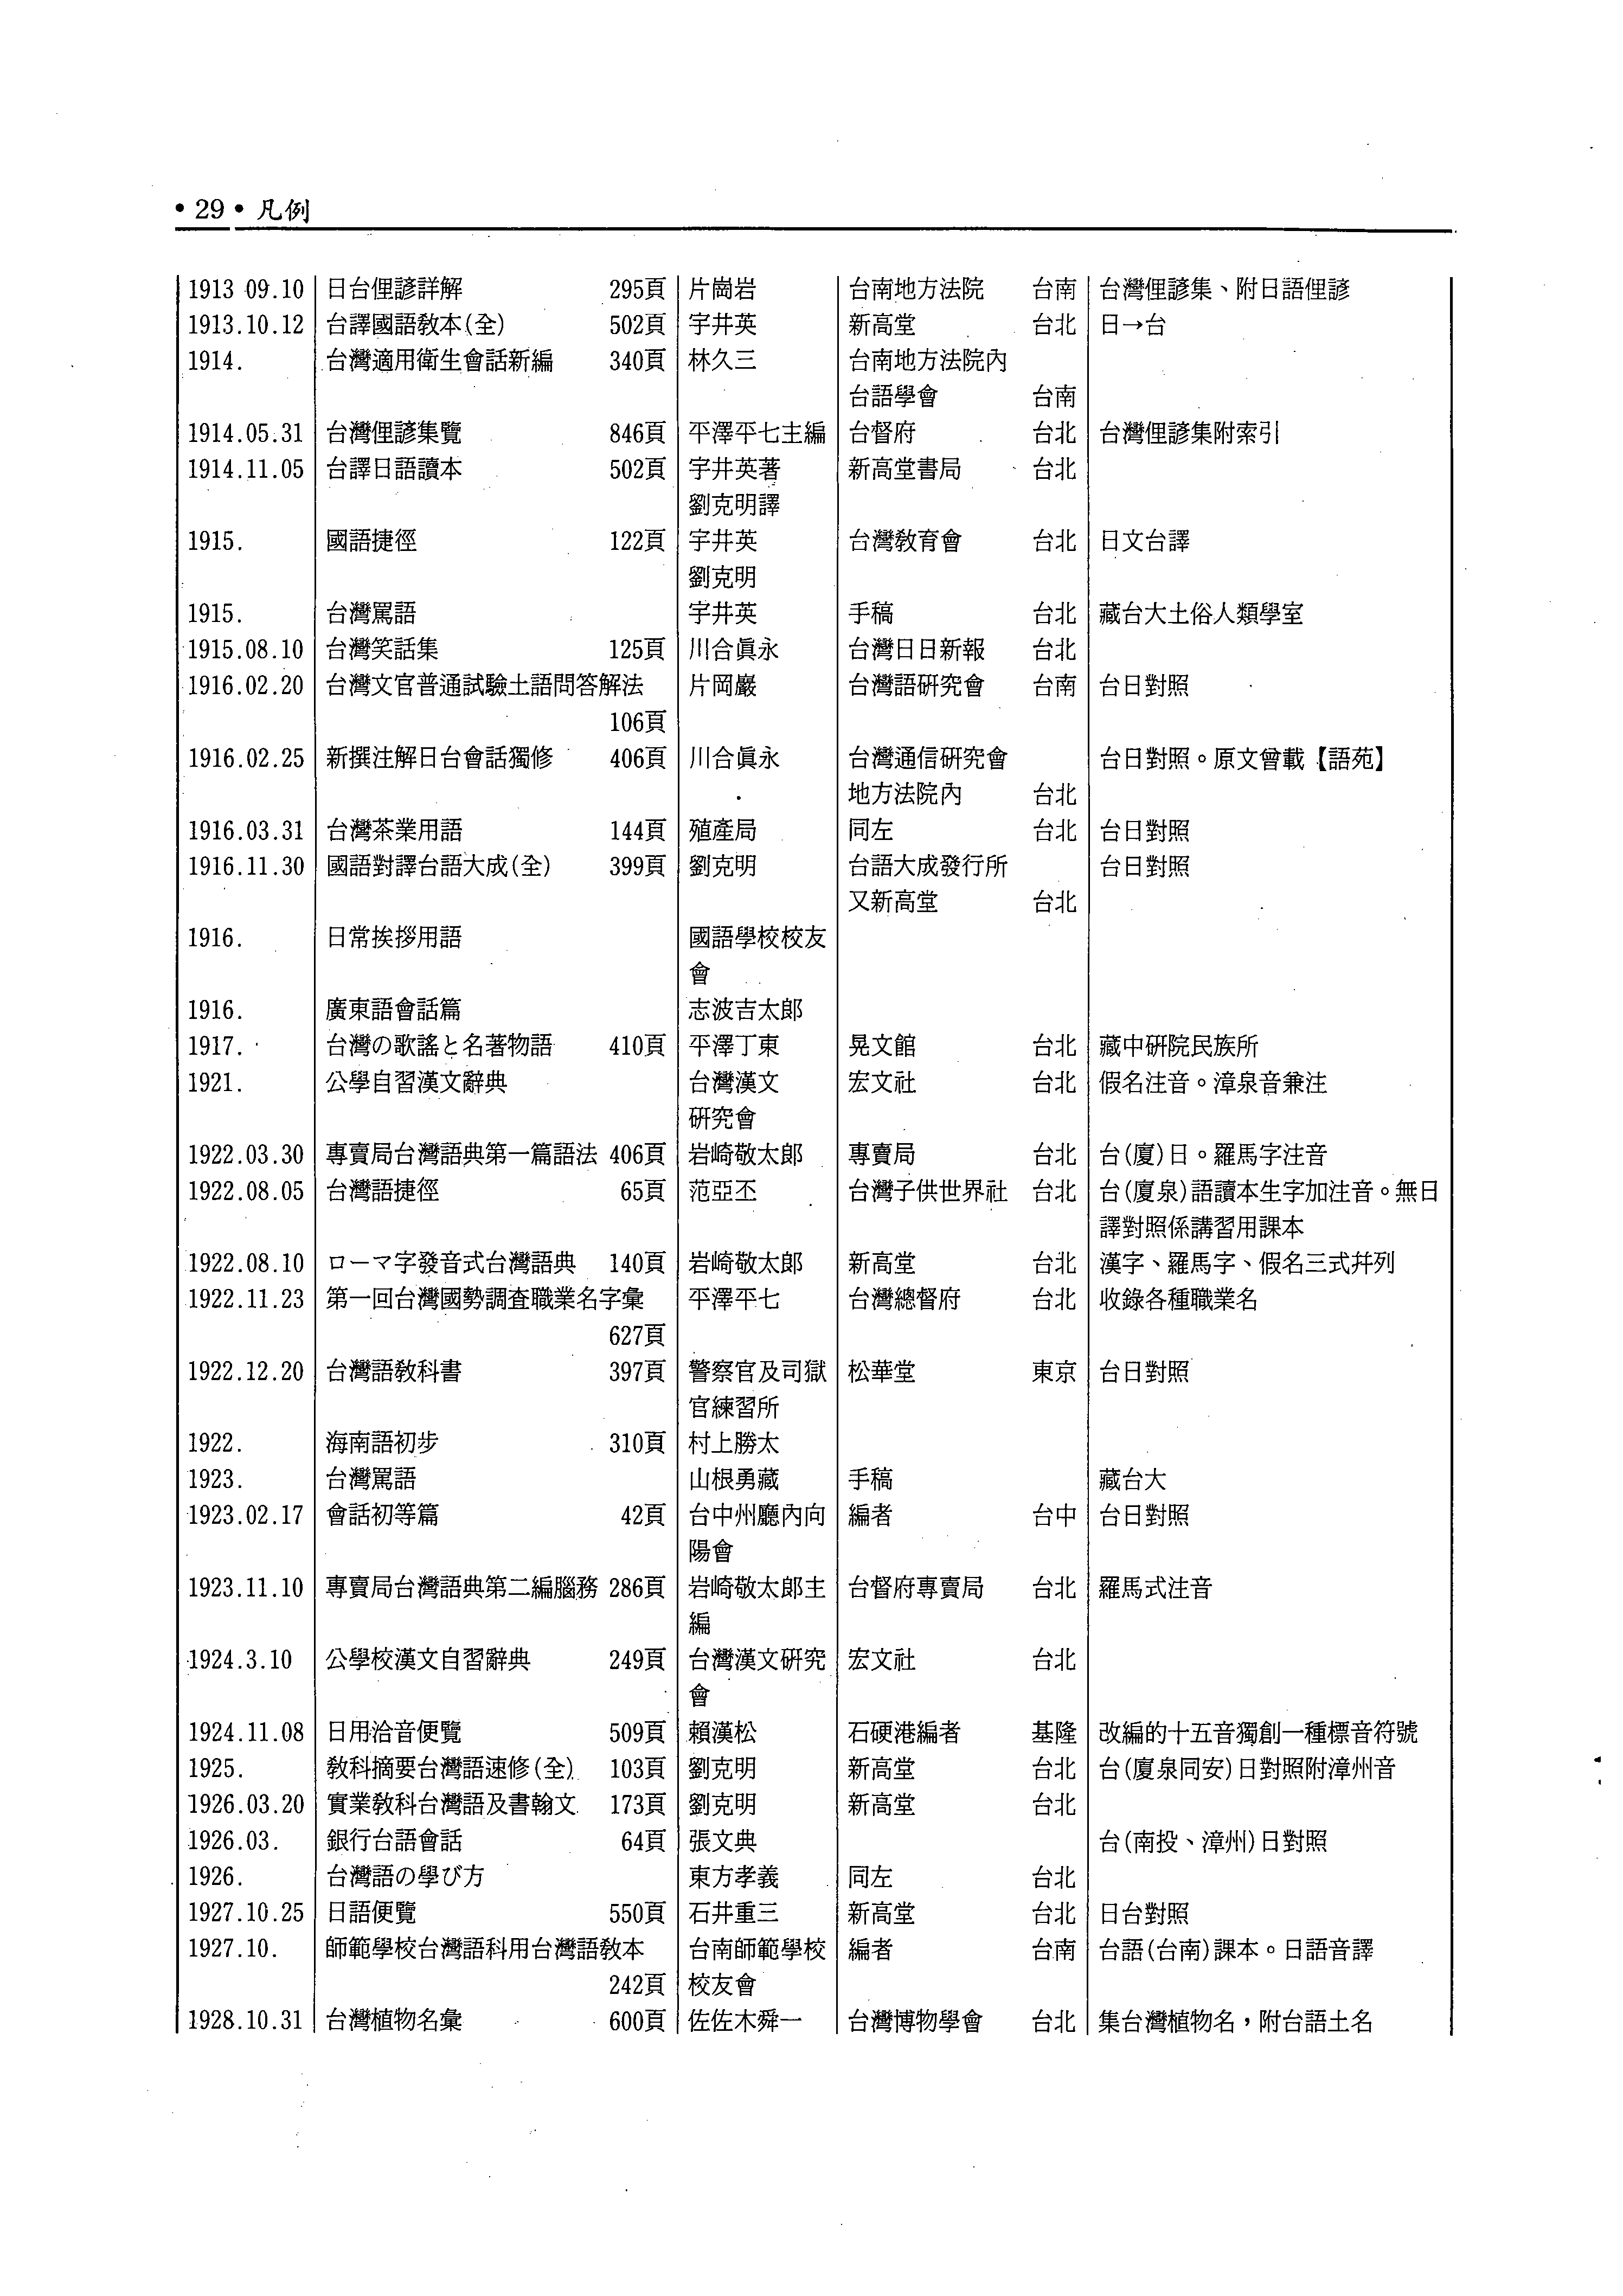 • 29 • 凡例
1913 09.10 日台俚諺詳解 295頁 片崗岩 台南地方法院 台南 台灣俚諺集、附日語俚諺
1913.10.12 台譯國語教本(全) 502頁 宇井英 新高堂 台北 日→台
1914. 台灣適用衛生會話新編 340頁 林久三 台南地方法院內
台語學會 台南
1914.05.31 台灣俚諺集覽 846頁 平澤平七主編 台督府 台北 台灣俚諺集附索引
1914.11.05 台譯日語讀本 502頁 宇井英著 新高堂書局 台北
劉克明譯
1915. 國語捷徑 122頁 宇井英 台灣教育會 台北 日文台譯
劉克明
1915. 台灣罵語 宇井英 手稿 台北 藏台大土俗人類學室
1915.08.10 台灣笑話集 125頁 川合眞永 台灣日日新報 台北
1916.02.20 台灣文官普通試驗土語問答解法 片岡巖 台灣語研究會 台南 台日對照
106頁
1916.02.25 新撰注解日台會話獨修 406頁 川合眞永 台灣通信研究會 台日對照。原文曾載【語苑】
地方法院內 台北
1916.03.31 台灣茶業用語 144頁 殖產局 同左 台北 台日對照
1916.11.30 國語對譯台語大成(全) 399頁 劉克明 台語大成發行所 台日對照
又新高堂 台北
1916. 日常挨拶用語 國語學校校友
會
1916. 廣東語會話篇 志波吉太郎
1917. 台灣の歌謠と名著物語 410頁 平澤丁東 晃文館 台北 藏中研院民族所
1921. 公學自習漢文辭典 台灣漢文 宏文社 台北 假名注音。漳泉音兼注
研究會
1922.03.30 專賣局台灣語典第一篇語法 406頁 岩崎敬太郎 專賣局 台北 台(廈)日。羅馬字注音
1922.08.05 台灣語捷徑 65頁 范亞丕 台灣子供世界社 台北 台(廈泉)語讀本生字加注音。無日
譯對照係講習用課本
1922.08.10 ローマ字發音式台灣語典 140頁 岩崎敬太郎 新高堂 台北 漢字、羅馬字、假名三式幷列
1922.11.23 第一回台灣國勢調查職業名字彙 平澤平七 台灣總督府 台北 收錄各種職業名
627頁
1922.12.20 台灣語教科書 397頁 警察官及司獄 松華堂 東京 台日對照
官練習所
1922. 海南語初步 310頁 村上勝太
1923. 台灣罵語 山根勇藏 手稿 藏台大
1923.02.17 會話初等篇 42頁 台中州廳內向 編者 台中 台日對照
陽會
1923.11.10 專賣局台灣語典第二編腦務 286頁 岩崎敬太郎主 台督府專賣局 台北 羅馬式注音
編
1924.3.10 公學校漢文自習辭典 249頁 台灣漢文研究 宏文社 台北
會
1924.11.08 日用洽音便覽 509頁 賴漢松 石硬港編者 基隆 改編的十五音獨創一種標音符號
1925. 教科摘要台灣語速修(全) 103頁 劉克明 新高堂 台北 台(廈泉同安)日對照附漳州音
1926.03.20 實業教科台灣語及書翰文 173頁 劉克明 新高堂 台北
1926.03. 銀行台語會話 64頁 張文典 台(南投、漳州)日對照
1926. 台灣語の學び方 東方孝義 同左 台北
1927.10.25 日語便覽 550頁 石井重三 新高堂 台北 日台對照
1927.10. 師範學校台灣語科用台灣語教本 台南師範學校 編者 台南 台語(台南)課本。日語音譯
242頁 校友會
1928.10.31 台灣植物名彙 600頁 佐佐木舜一 台灣博物學會 台北 集台灣植物名，附台語土名